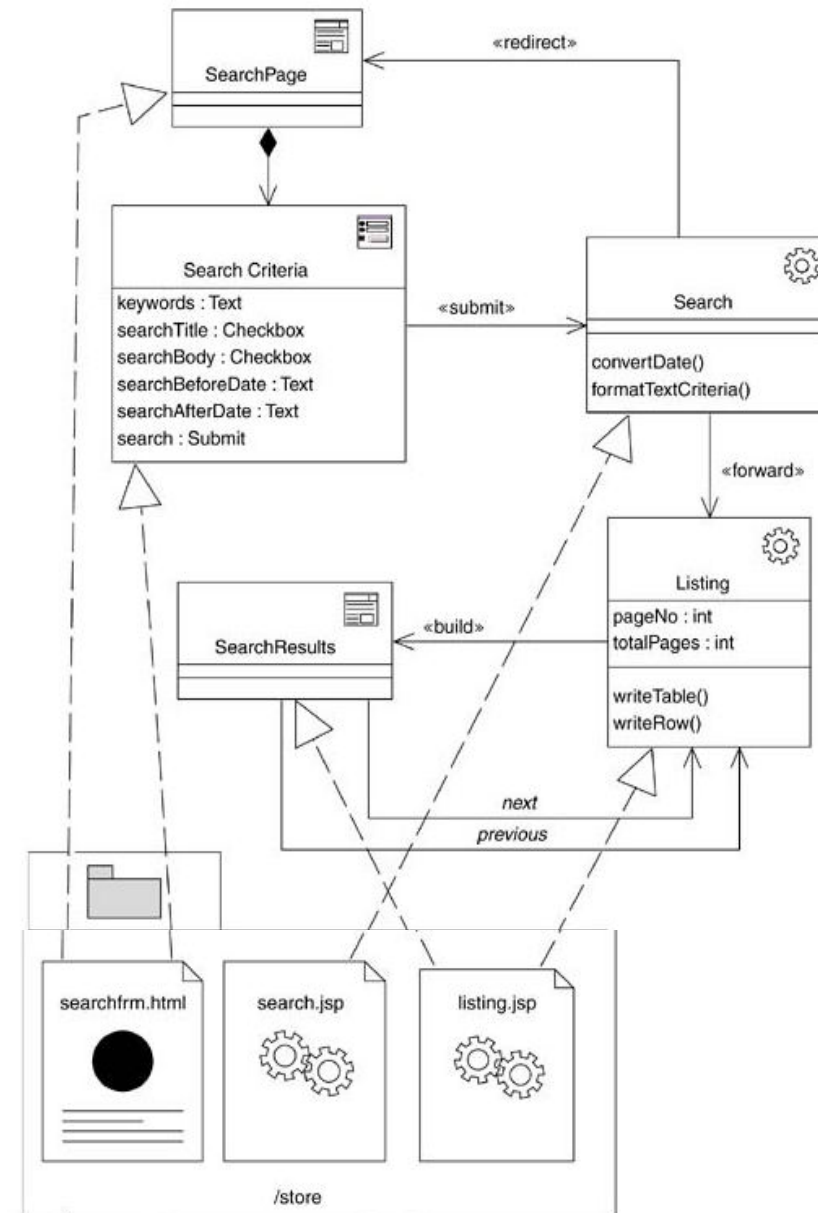 «redirect»
SearchPage
Search Criteria
keywords : Text
searchTitle : Checkbox
searchBody : Checkbox
searchBeforeDate : Text
searchAfterDate : Text
search : Submit
«submit»
Search
convertDate()
formatTextCriteria()
«forward»
Listing
pageNo : int
totalPages : int
writeTable()
writeRow()
«build»
SearchResults
next
previous
searchfrm.html
search.jsp
listing.jsp
/store